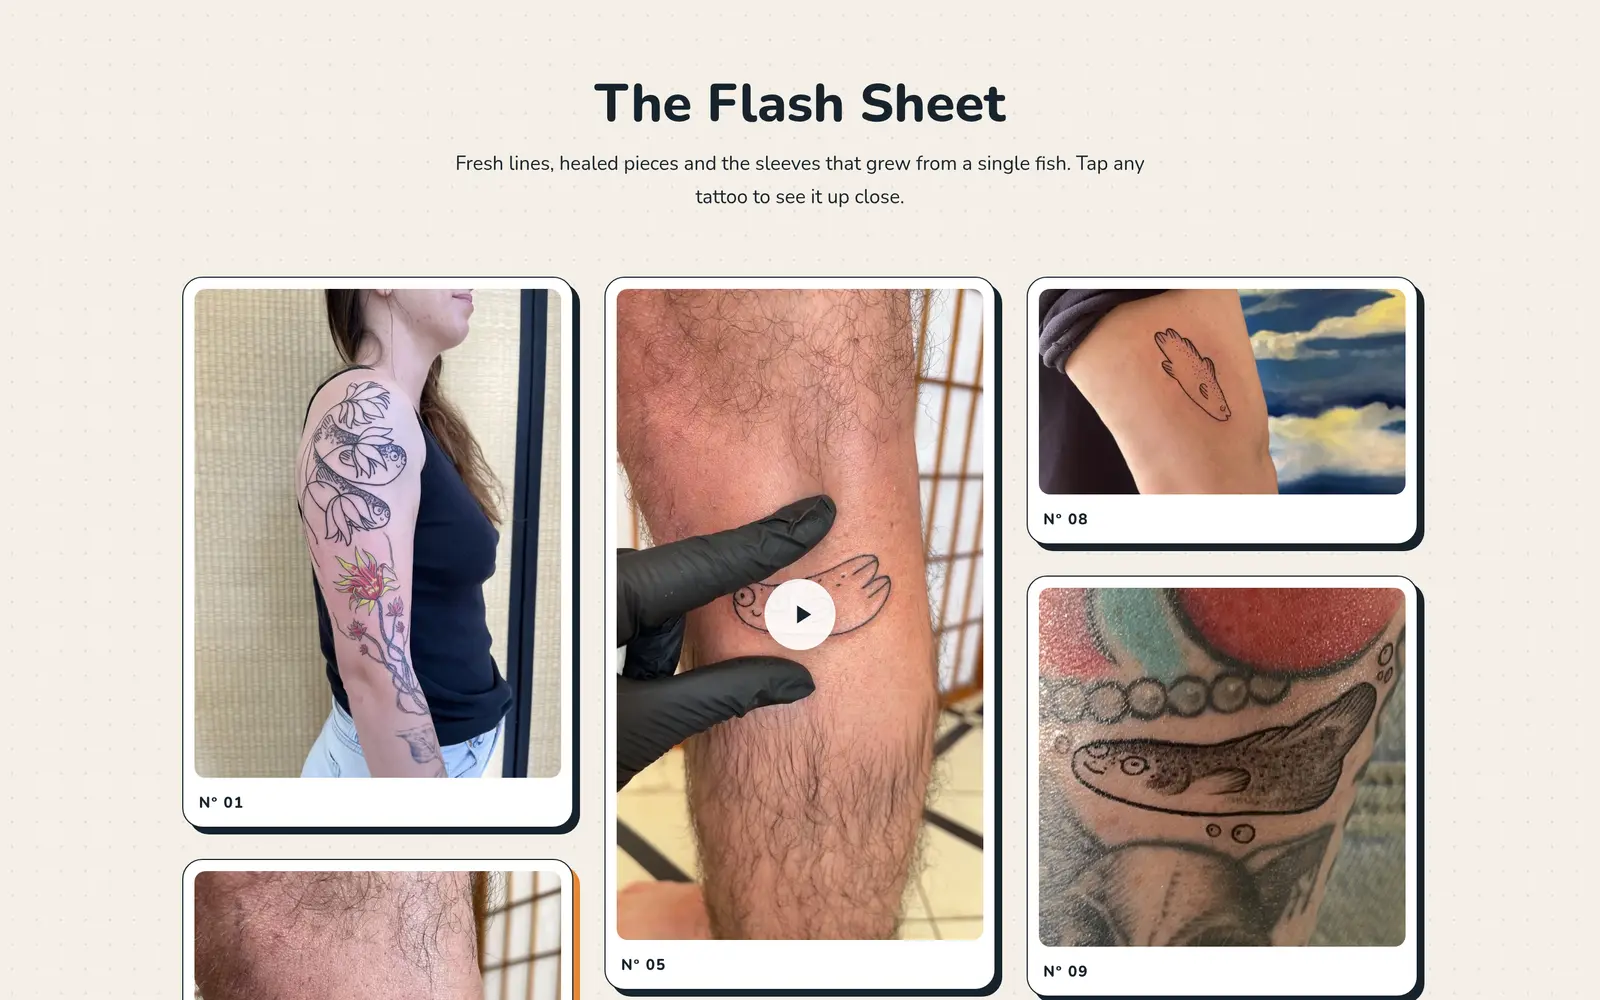 The Flash Sheet
Fresh lines, healed pieces and the sleeves that grew from a single fish. Tap any
tattoo to see it up close.
N° 01
N° 05
N° 08
N° 09